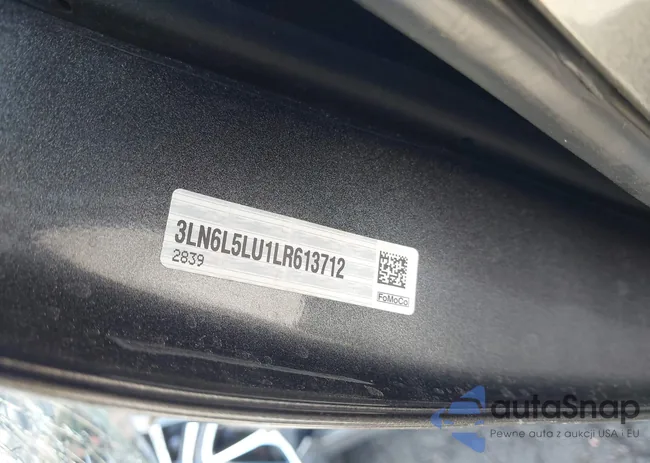 3LN6L5LU1LR613712
2839
FoMoCo
autaSnap
Pewne auta z aukcji USA i EU